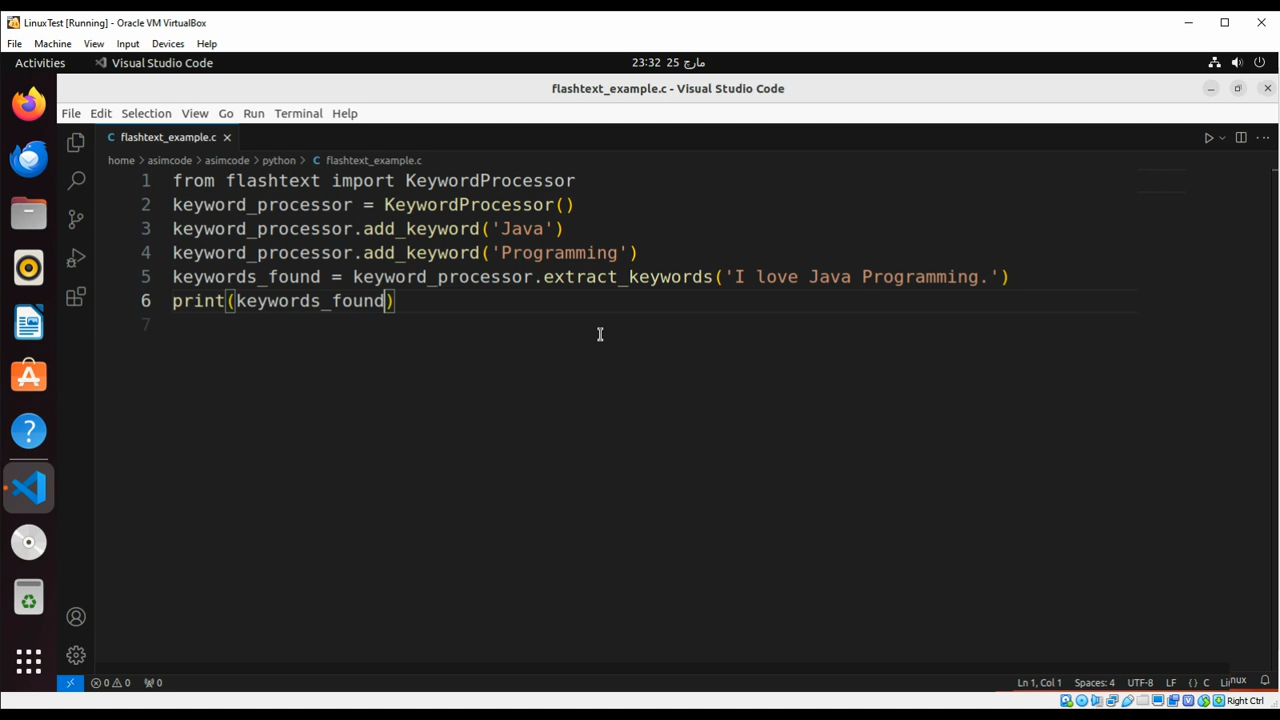 LinuxTest [Running] - Oracle VM VirtualBox
File Machine View Input Devices Help
Activities Visual Studio Code 23:32 25 مارچ
flashtext_example.c - Visual Studio Code
File Edit Selection View Go Run Terminal Help
C flashtext_example.c
home > asimcode > asimcode > python > C flashtext_example.c
1 from flashtext import KeywordProcessor
2 keyword_processor = KeywordProcessor()
3 keyword_processor.add_keyword('Java')
4 keyword_processor.add_keyword('Programming')
5 keywords_found = keyword_processor.extract_keywords('I love Java Programming.')
6 print(keywords_found)
7
0 0 0 Ln 1, Col 1 Spaces: 4 UTF-8 LF {} C
Right Ctrl